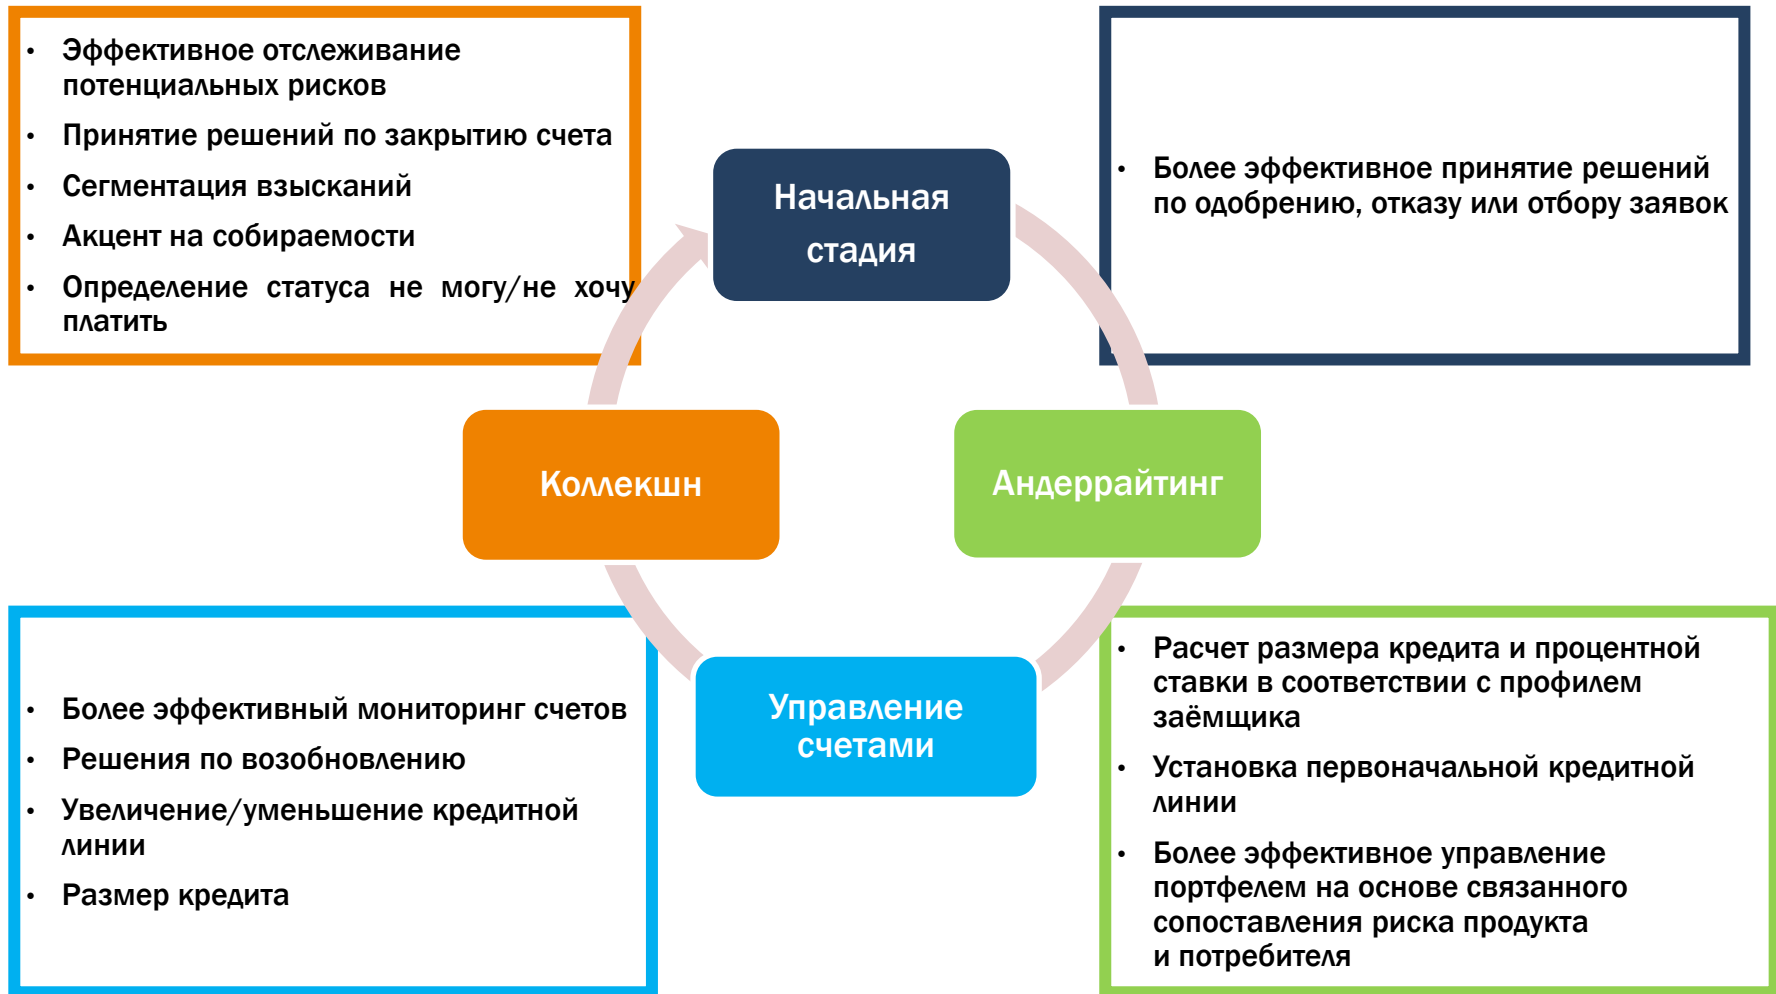 • Эффективное отслеживание
потенциальных рисков
• Принятие решений по закрытию счета
• Сегментация взысканий
• Акцент на собираемости
• Определение статуса не могу/не хочу
платить
Начальная
стадия
• Более эффективное принятие решений
по одобрению, отказу или отбору заявок
Коллекшн
Андеррайтинг
• Более эффективный мониторинг счетов
• Решения по возобновлению
• Увеличение/уменьшение кредитной
линии
• Размер кредита
Управление
счетами
• Расчет размера кредита и процентной
ставки в соответствии с профилем
заёмщика
• Установка первоначальной кредитной
линии
• Более эффективное управление
портфелем на основе связанного
сопоставления риска продукта
и потребителя